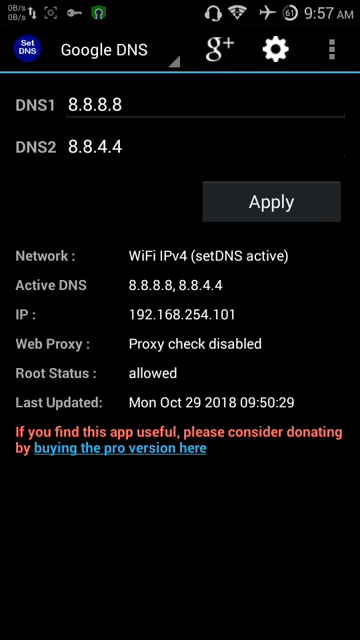 0B/s
0B/s
61
9:57 AM
Set
DNS
Google DNS
g+
DNS1 8.8.8.8
DNS2 8.8.4.4
Apply
Network : WiFi IPv4 (setDNS active)
Active DNS 8.8.8.8, 8.8.4.4
IP : 192.168.254.101
Web Proxy : Proxy check disabled
Root Status : allowed
Last Updated: Mon Oct 29 2018 09:50:29
If you find this app useful, please consider donating
by buying the pro version here